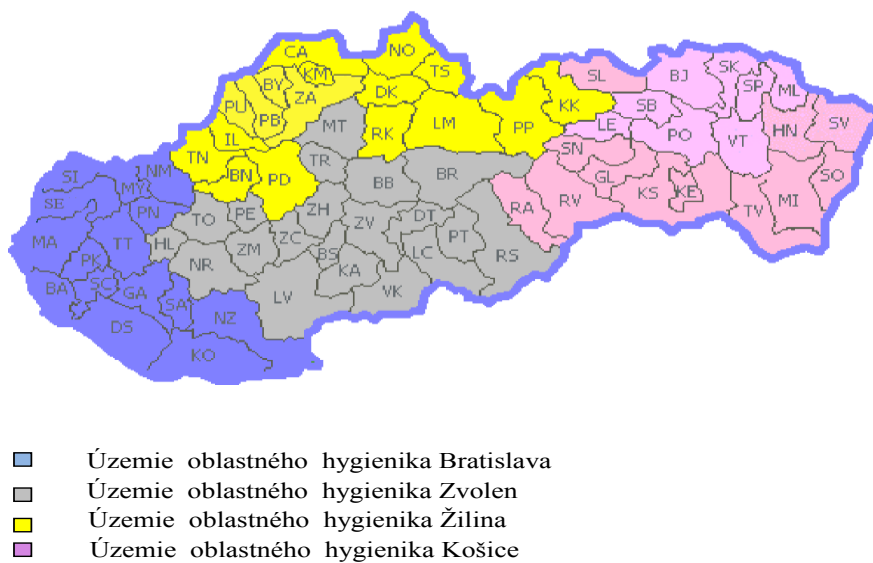 CA NO
KM TS
BY
PU ZA DK
PB
IL MT RK LM PP KK
TN BN PD TR
SL BJ SK SP ML
SB
LE PO VT HN SV
SN
GL
RA RV KS KE TV MI SO
SI MY NM
SE PN
MA TT
PK
BA SC GA SA
DS NZ
KO
TO PE ZH BB BR
HL ZM ZC ZV DT PT
NR BS KA LC RS
LV VK
Územie oblastného hygienika Bratislava
Územie oblastného hygienika Zvolen
Územie oblastného hygienika Žilina
Územie oblastného hygienika Košice